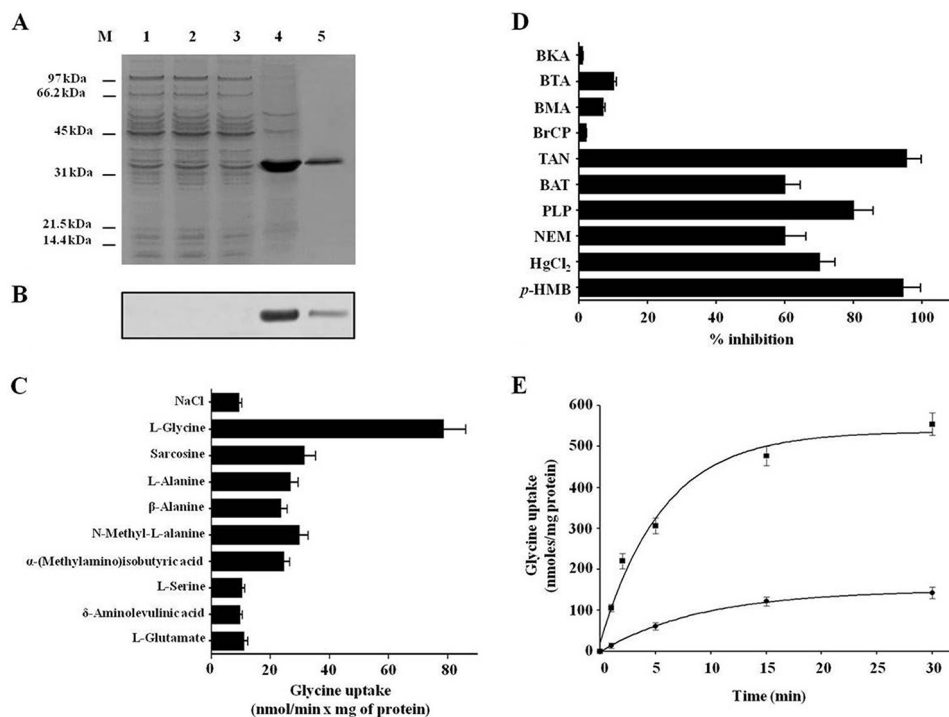 A
M 1 2 3 4 5
97 kDa
66.2 kDa
45 kDa
31 kDa
21.5 kDa
14.4 kDa
B
C
NaCl
L-Glycine
Sarcosine
L-Alanine
β-Alanine
N-Methyl-L-alanine
α-(Methylamino)isobutyric acid
L-Serine
δ-Aminolevulinic acid
L-Glutamate
0 20 40 60 80
Glycine uptake
(nmol/min x mg of protein)
D
BKA
BTA
BMA
BrCP
TAN
BAT
PLP
NEM
HgCl₂
p-HMB
0 20 40 60 80 100
% inhibition
E
Glycine uptake
(nmoles/mg protein)
600
500
400
300
200
100
0
0 5 10 15 20 25 30
Time (min)